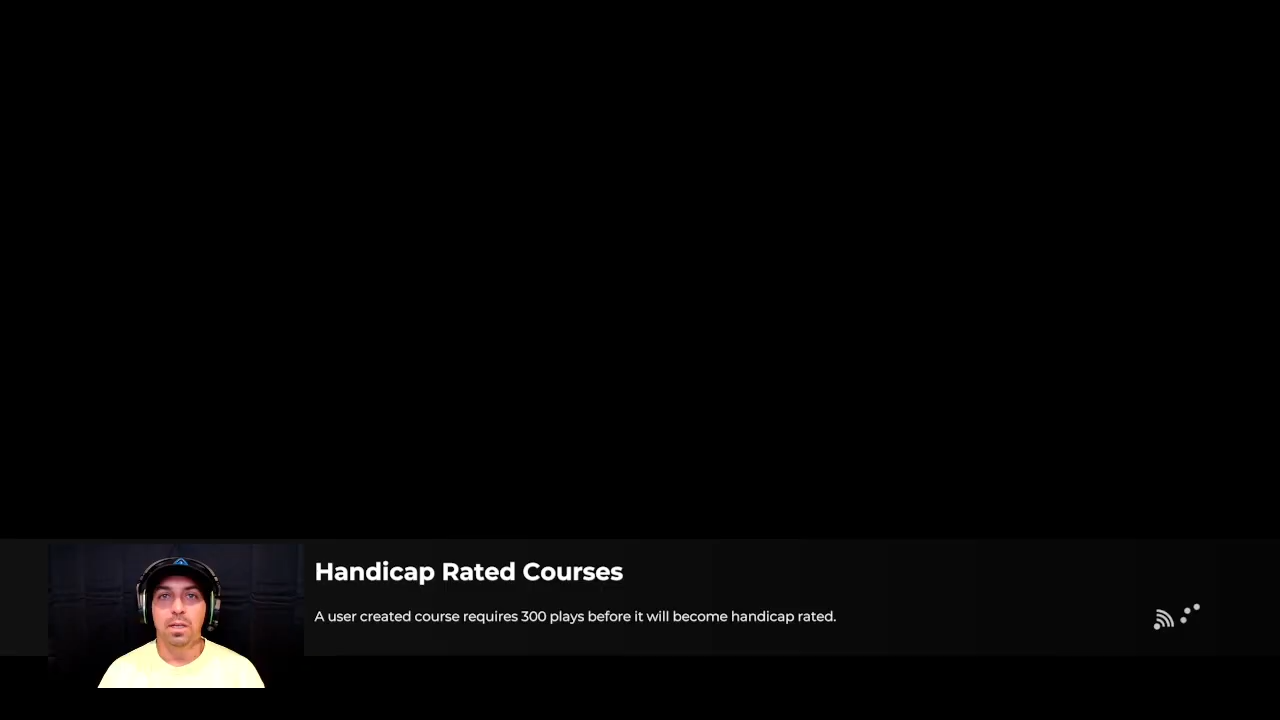 Handicap Rated Courses
A user created course requires 300 plays before it will become handicap rated.